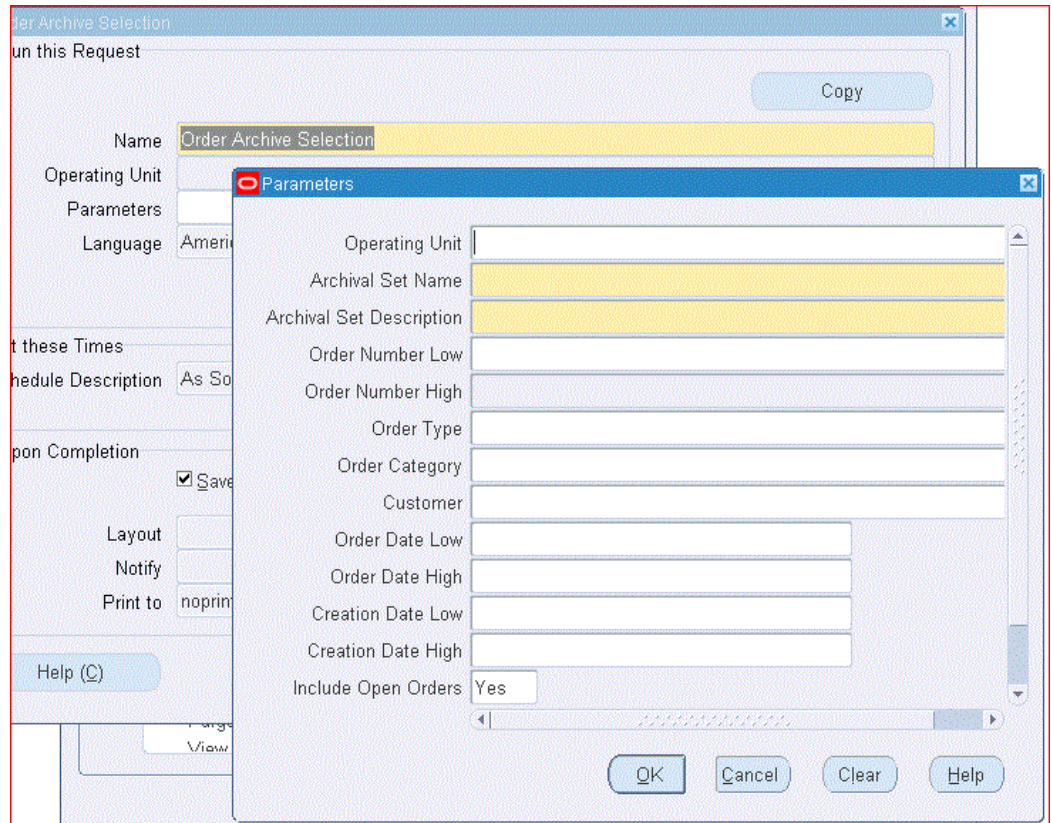 der Archive Selection
un this Request
Copy
Name Order Archive Selection
Operating Unit
Parameters
Language Ameri
t these Times
hedule Description As So
pon Completion
Save
Layout
Notify
Print to noprin
Help (C)
View
Parameters
Operating Unit
Archival Set Name
Archival Set Description
Order Number Low
Order Number High
Order Type
Order Category
Customer
Order Date Low
Order Date High
Creation Date Low
Creation Date High
Include Open Orders Yes
OK Cancel Clear Help